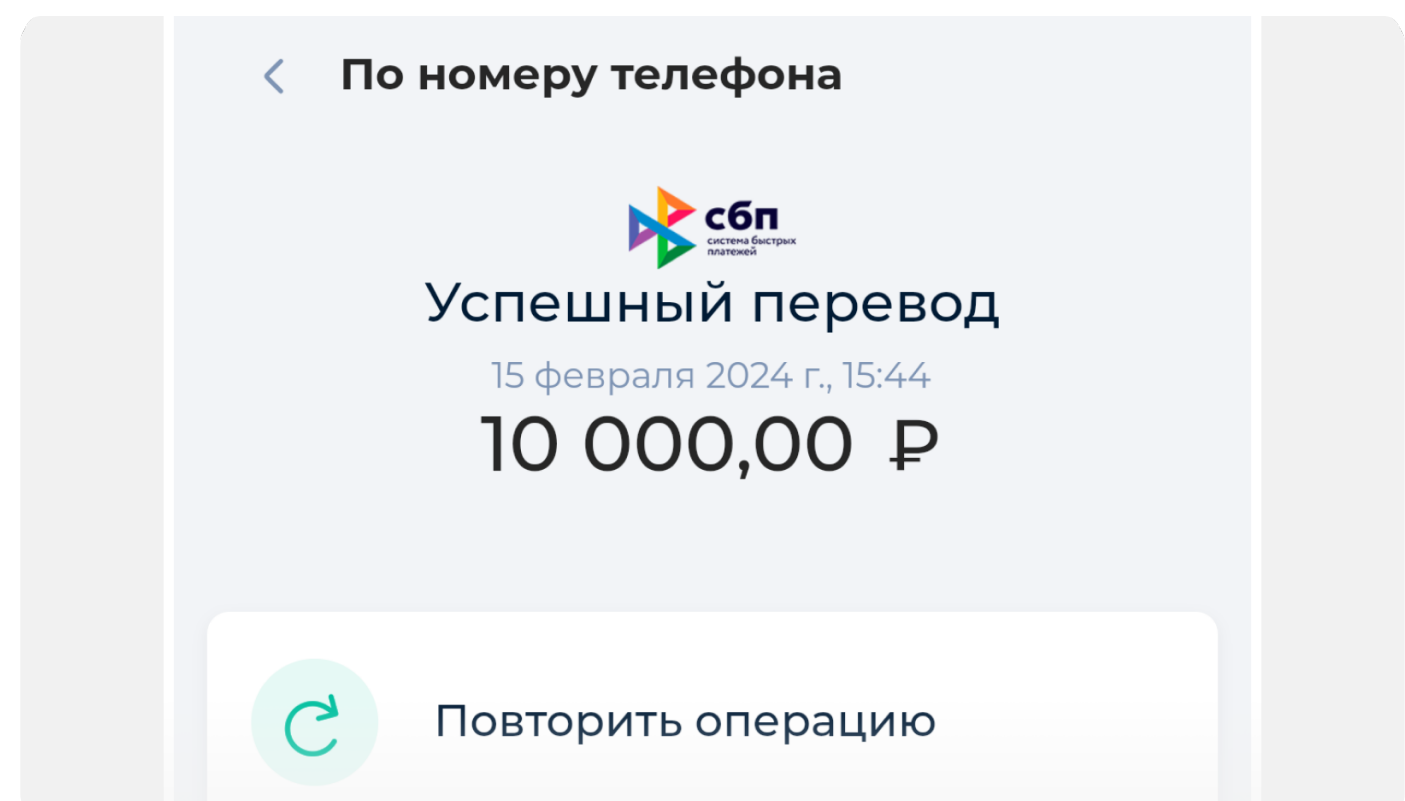 По номеру телефона
сбп
система быстрых
платежей
Успешный перевод
15 февраля 2024 г., 15:44
10 000,00 ₽
Повторить операцию